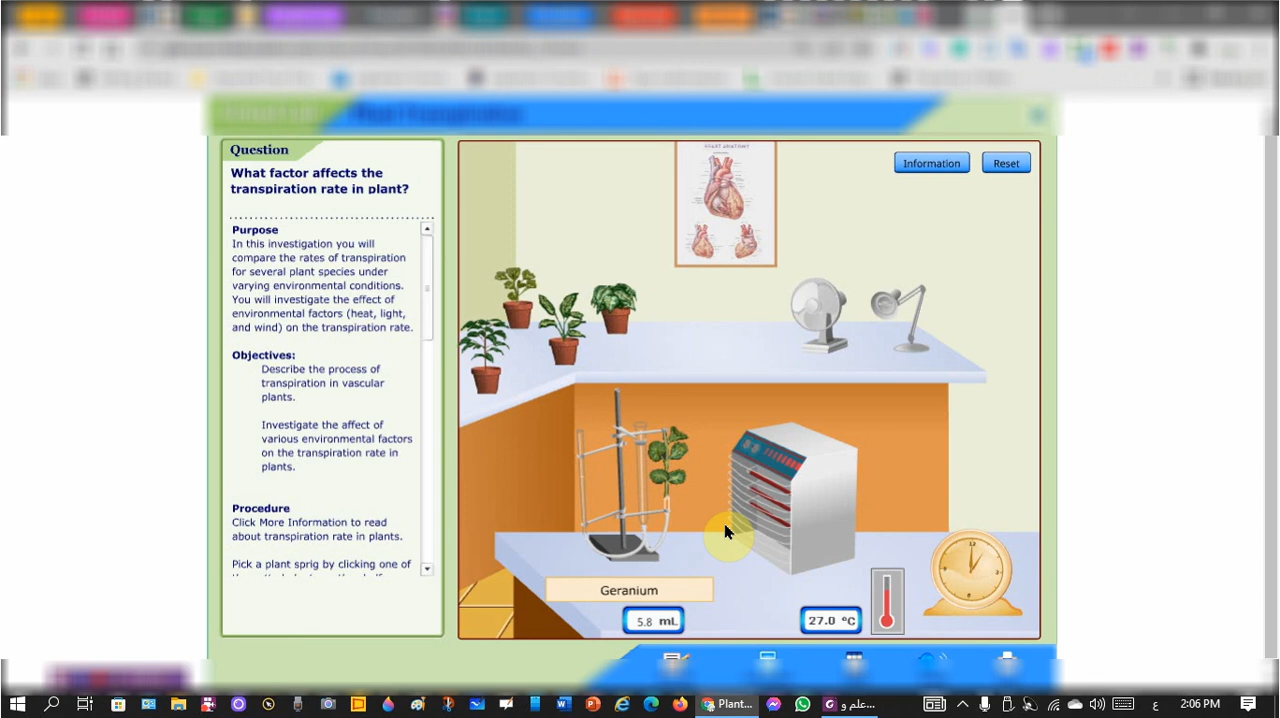 Question
What factor affects the
transpiration rate in plant?
Purpose
In this investigation you will
compare the rates of transpiration
for several plant species under
varying environmental conditions.
You will investigate the effect of
environmental factors (heat, light,
and wind) on the transpiration rate.
Objectives:
Describe the process of
transpiration in vascular
plants.
Investigate the affect of
various environmental factors
on the transpiration rate in
plants.
Procedure
Click More Information to read
about transpiration rate in plants.
Pick a plant sprig by clicking one of
HEART ANATOMY
Information
Reset
12
Geranium
5.8 mL
27.0 °C
Plant...
علم و...
ع
2:06 PM